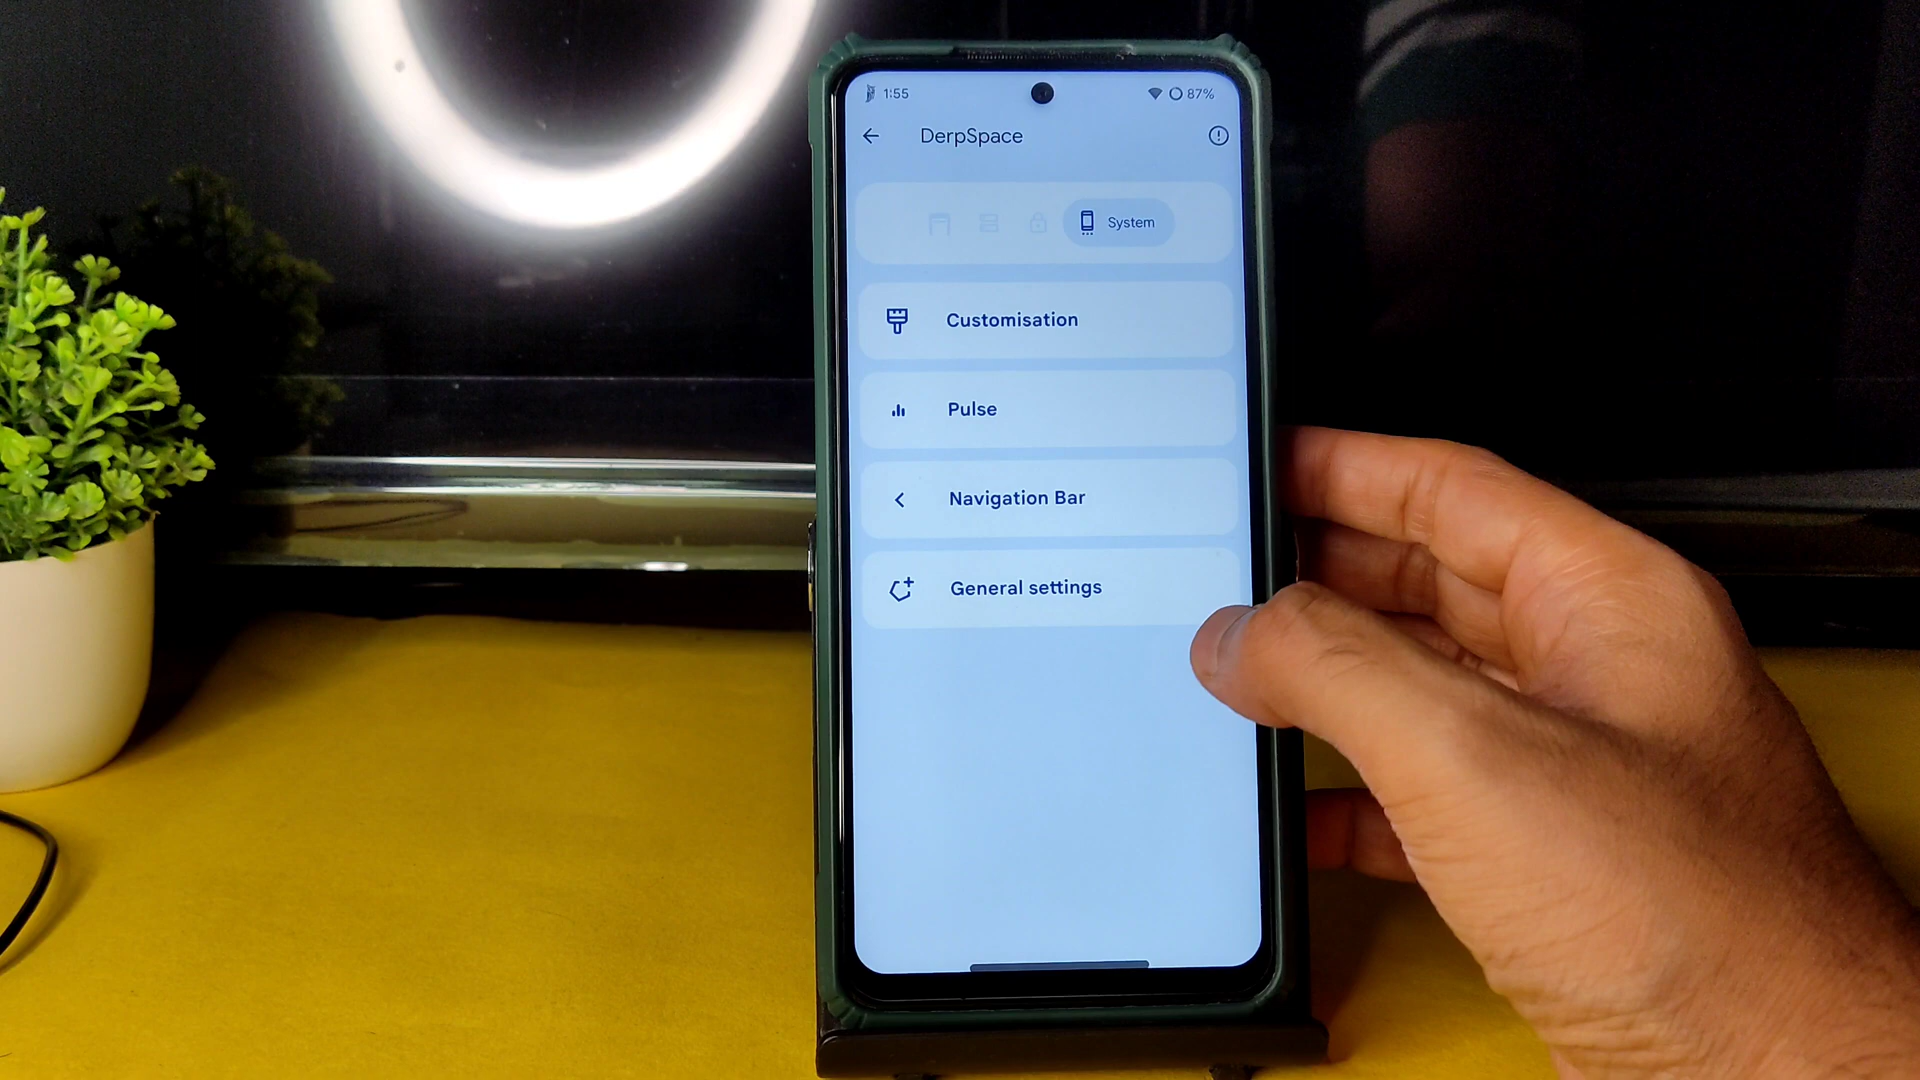 1:55
87%
DerpSpace
System
Customisation
Pulse
Navigation Bar
General settings